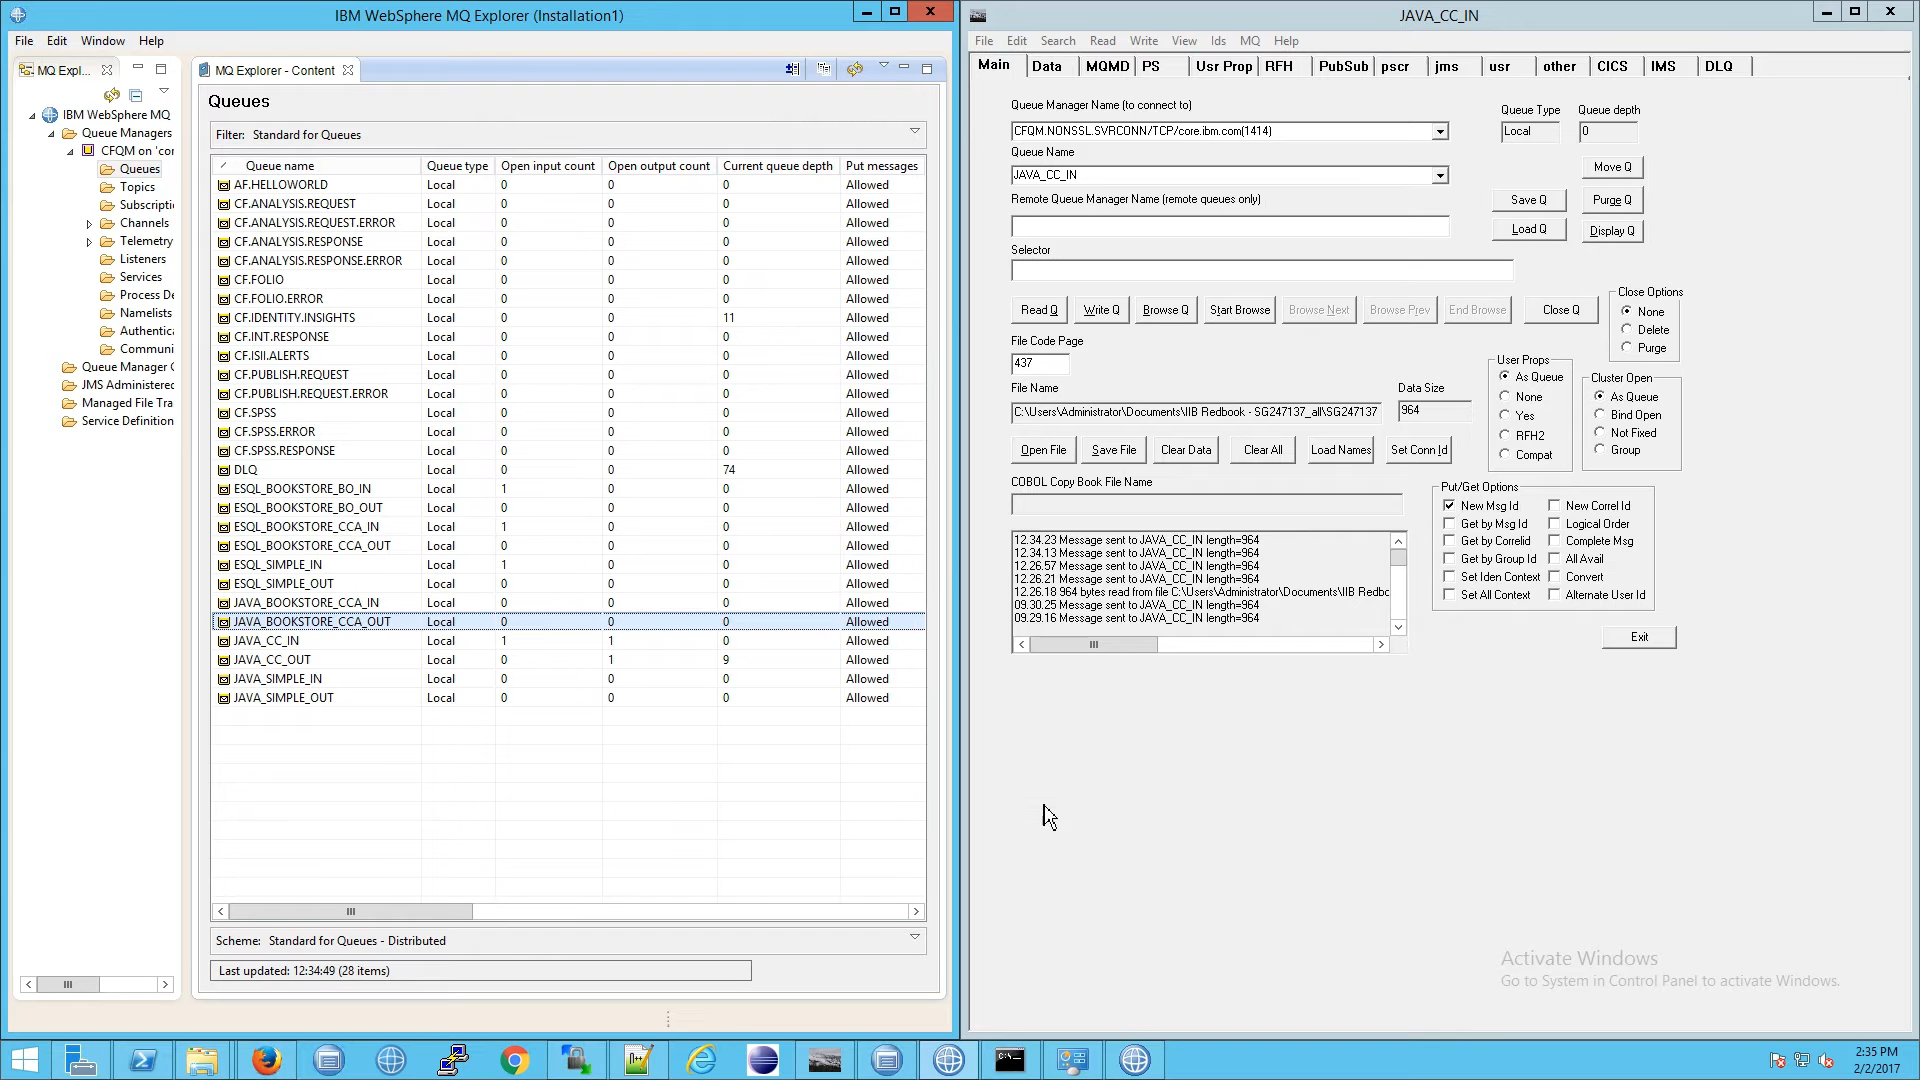 IBM WebSphere MQ Explorer (Installation1)
File Edit Window Help
MQ Expl...
IBM WebSphere MQ
Queue Managers
CFQM on 'cor
Queues
Topics
Subscripti
Channels
Telemetry
Listeners
Services
Process De
Namelists
Authentica
Communi
Queue Manager C
JMS Administered
Managed File Tra
Service Definition
MQ Explorer - Content
Queues
Filter: Standard for Queues
Queue name Queue type Open input count Open output count Current queue depth Put messages
AF.HELLOWORLD Local 0 0 0 Allowed
CF.ANALYSIS.REQUEST Local 0 0 0 Allowed
CF.ANALYSIS.REQUEST.ERROR Local 0 0 0 Allowed
CF.ANALYSIS.RESPONSE Local 0 0 0 Allowed
CF.ANALYSIS.RESPONSE.ERROR Local 0 0 0 Allowed
CF.FOLIO Local 0 0 0 Allowed
CF.FOLIO.ERROR Local 0 0 0 Allowed
CF.IDENTITY.INSIGHTS Local 0 0 11 Allowed
CF.INT.RESPONSE Local 0 0 0 Allowed
CF.ISII.ALERTS Local 0 0 0 Allowed
CF.PUBLISH.REQUEST Local 0 0 0 Allowed
CF.PUBLISH.REQUEST.ERROR Local 0 0 0 Allowed
CF.SPSS Local 0 0 0 Allowed
CF.SPSS.ERROR Local 0 0 0 Allowed
CF.SPSS.RESPONSE Local 0 0 0 Allowed
DLQ Local 0 0 74 Allowed
ESQL_BOOKSTORE_BO_IN Local 1 0 0 Allowed
ESQL_BOOKSTORE_BO_OUT Local 0 0 0 Allowed
ESQL_BOOKSTORE_CCA_IN Local 1 0 0 Allowed
ESQL_BOOKSTORE_CCA_OUT Local 0 0 0 Allowed
ESQL_SIMPLE_IN Local 1 0 0 Allowed
ESQL_SIMPLE_OUT Local 0 0 0 Allowed
JAVA_BOOKSTORE_CCA_IN Local 0 0 0 Allowed
JAVA_BOOKSTORE_CCA_OUT Local 0 0 0 Allowed
JAVA_CC_IN Local 1 1 0 Allowed
JAVA_CC_OUT Local 0 1 9 Allowed
JAVA_SIMPLE_IN Local 0 0 0 Allowed
JAVA_SIMPLE_OUT Local 0 0 0 Allowed
Scheme: Standard for Queues - Distributed
Last updated: 12:34:49 (28 items)
JAVA_CC_IN
File Edit Search Read Write View Ids MQ Help
Main Data MQMD PS Usr Prop RFH PubSub pscr jms usr other CICS IMS DLQ
Queue Manager Name (to connect to)
CFQM.NONSSL.SVRCONN/TCP/core.ibm.com(1414)
Queue Type Queue depth
Local 0
Queue Name
JAVA_CC_IN
Move Q
Remote Queue Manager Name (remote queues only)
Save Q Purge Q
Load Q Display Q
Selector
Read Q Write Q Browse Q Start Browse Browse Next Browse Prev End Browse Close Q
Close Options
None
Delete
Purge
File Code Page
437
File Name
C:\Users\Administrator\Documents\IIB Redbook - SG247137_all\SG247137
Data Size
964
User Props
As Queue
None
Yes
RFH2
Compat
Cluster Open
As Queue
Bind Open
Not Fixed
Group
Open File Save File Clear Data Clear All Load Names Set Conn Id
COBOL Copy Book File Name
Put/Get Options
New Msg Id New Correl Id
Get by Msg Id Logical Order
Get by Correlid Complete Msg
Get by Group Id All Avail
Set Iden Context Convert
Set All Context Alternate User Id
12.34.23 Message sent to JAVA_CC_IN length=964
12.34.13 Message sent to JAVA_CC_IN length=964
12.26.57 Message sent to JAVA_CC_IN length=964
12.26.21 Message sent to JAVA_CC_IN length=964
12.26.18 964 bytes read from file C:\Users\Administrator\Documents\IIB Redbo
09.30.25 Message sent to JAVA_CC_IN length=964
09.29.16 Message sent to JAVA_CC_IN length=964
Exit
Activate Windows
Go to System in Control Panel to activate Windows.
2:35 PM
2/2/2017